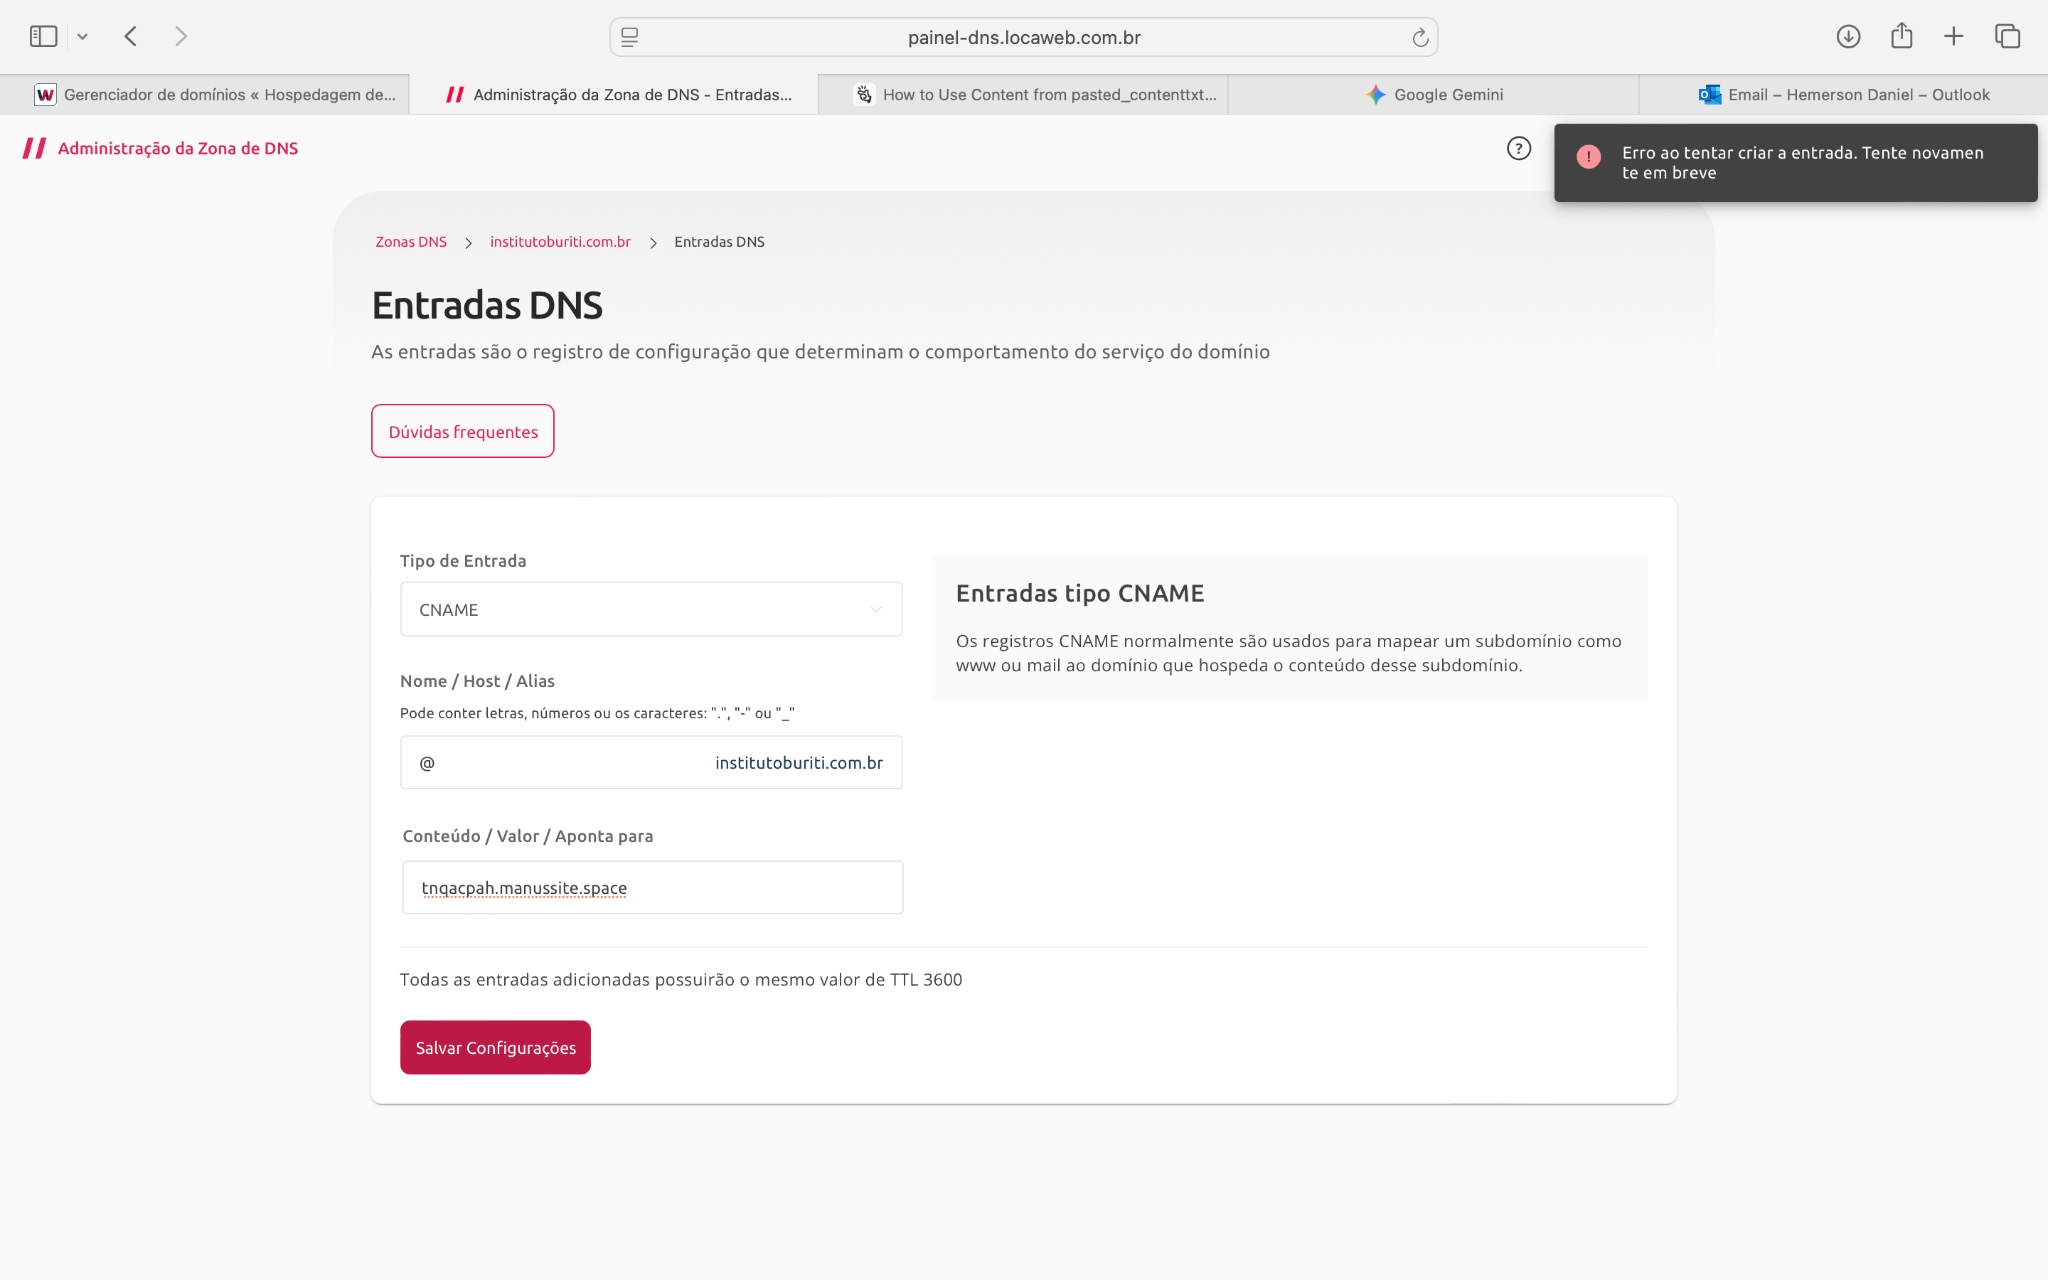 painel-dns.locaweb.com.br
Gerenciador de domínios « Hospedagem de...
Administração da Zona de DNS - Entradas...
How to Use Content from pasted_contenttxt...
Google Gemini
Email – Hemerson Daniel – Outlook
Administração da Zona de DNS
Erro ao tentar criar a entrada. Tente novamen
te em breve
Zonas DNS > institutoburiti.com.br > Entradas DNS
Entradas DNS
As entradas são o registro de configuração que determinam o comportamento do serviço do domínio
Dúvidas frequentes
Tipo de Entrada
CNAME
Nome / Host / Alias
Pode conter letras, números ou os caracteres: ".", "-" ou "_"
@ institutoburiti.com.br
Conteúdo / Valor / Aponta para
tnqacpah.manussite.space
Entradas tipo CNAME
Os registros CNAME normalmente são usados para mapear um subdomínio como
www ou mail ao domínio que hospeda o conteúdo desse subdomínio.
Todas as entradas adicionadas possuirão o mesmo valor de TTL 3600
Salvar Configurações